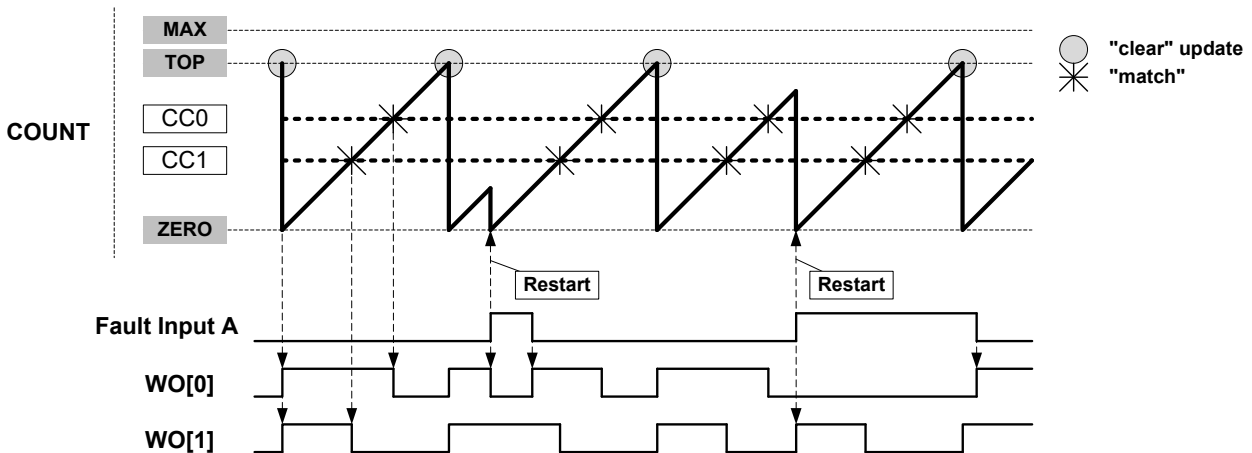 MAX
"clear" update
TOP
"match"
CC0
COUNT
CC1
ZERO
Restart
Restart
Fault Input A
WO[0]
WO[1]